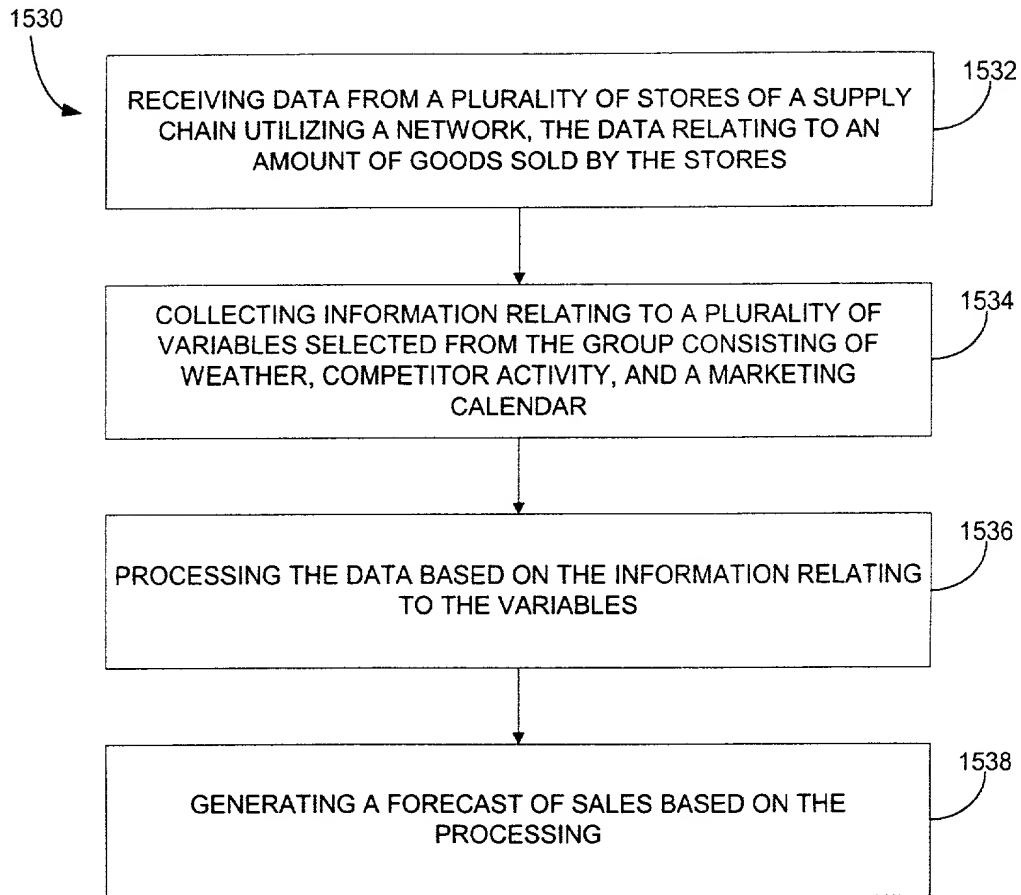 1530
1532
RECEIVING DATA FROM A PLURALITY OF STORES OF A SUPPLY
CHAIN UTILIZING A NETWORK, THE DATA RELATING TO AN
AMOUNT OF GOODS SOLD BY THE STORES
1534
COLLECTING INFORMATION RELATING TO A PLURALITY OF
VARIABLES SELECTED FROM THE GROUP CONSISTING OF
WEATHER, COMPETITOR ACTIVITY, AND A MARKETING
CALENDAR
1536
PROCESSING THE DATA BASED ON THE INFORMATION RELATING
TO THE VARIABLES
1538
GENERATING A FORECAST OF SALES BASED ON THE
PROCESSING